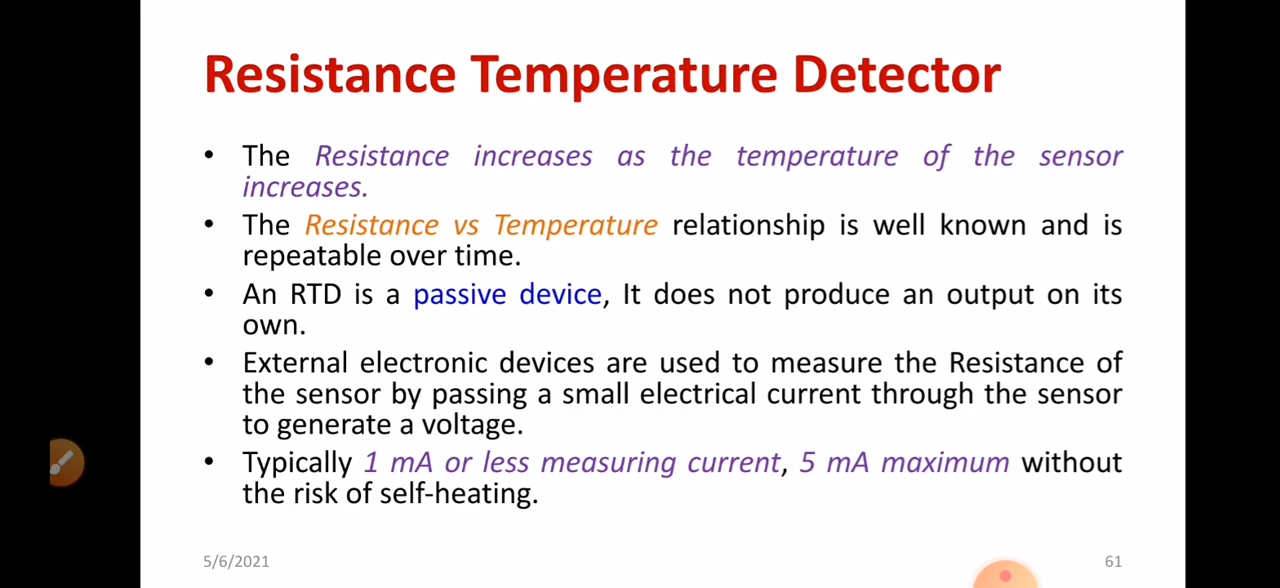 Resistance Temperature Detector
• The Resistance increases as the temperature of the sensor
increases.
• The Resistance vs Temperature relationship is well known and is
repeatable over time.
• An RTD is a passive device, It does not produce an output on its
own.
• External electronic devices are used to measure the Resistance of
the sensor by passing a small electrical current through the sensor
to generate a voltage.
• Typically 1 mA or less measuring current, 5 mA maximum without
the risk of self-heating.
5/6/2021
61